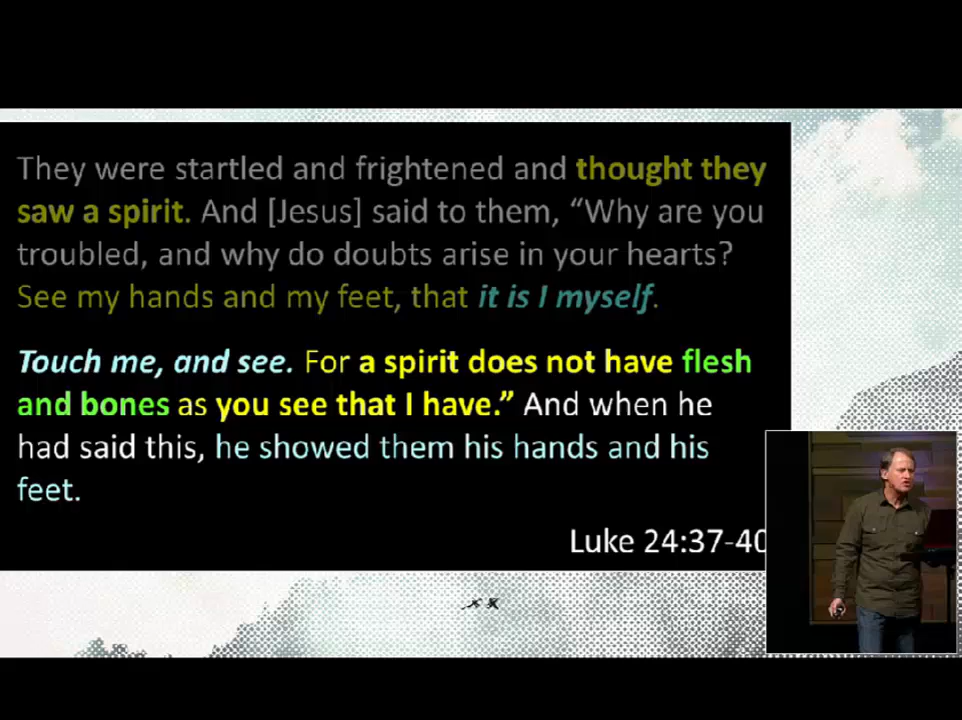 They were startled and frightened and thought they
saw a spirit. And [Jesus] said to them, “Why are you
troubled, and why do doubts arise in your hearts?
See my hands and my feet, that it is I myself.
Touch me, and see. For a spirit does not have flesh
and bones as you see that I have.” And when he
had said this, he showed them his hands and his
feet.
Luke 24:37-40